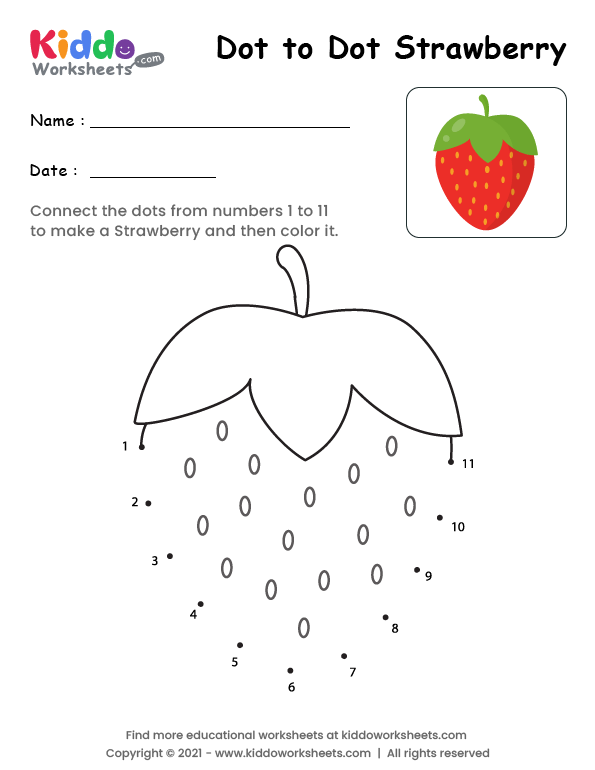 Kiddo
Worksheets.com
Dot to Dot Strawberry
Name :
Date :
Connect the dots from numbers 1 to 11
to make a Strawberry and then color it.
1
11
2
10
3
9
4
8
5
7
6
Find more educational worksheets at kiddoworksheets.com
Copyright © 2021 - www.kiddoworksheets.com | All rights reserved